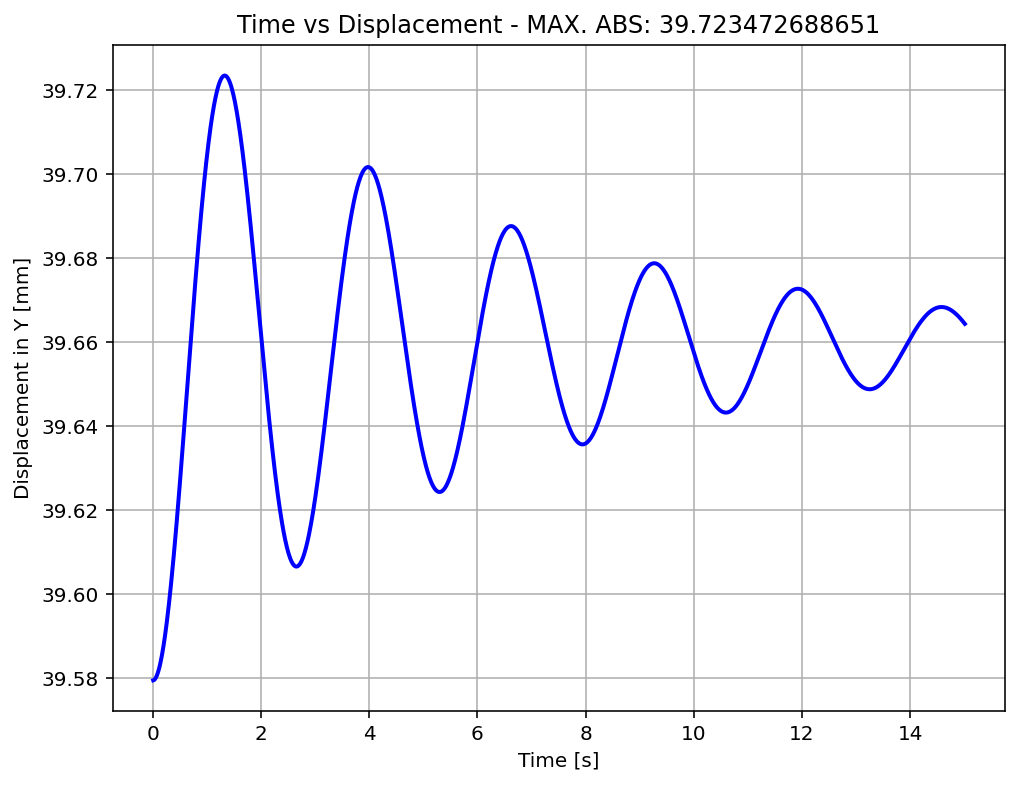 Time vs Displacement - MAX. ABS: 39.723472688651
39.72
39.70
39.68
39.66
39.64
39.62
39.60
39.58
Displacement in Y [mm]
0 2 4 6 8 10 12 14
Time [s]